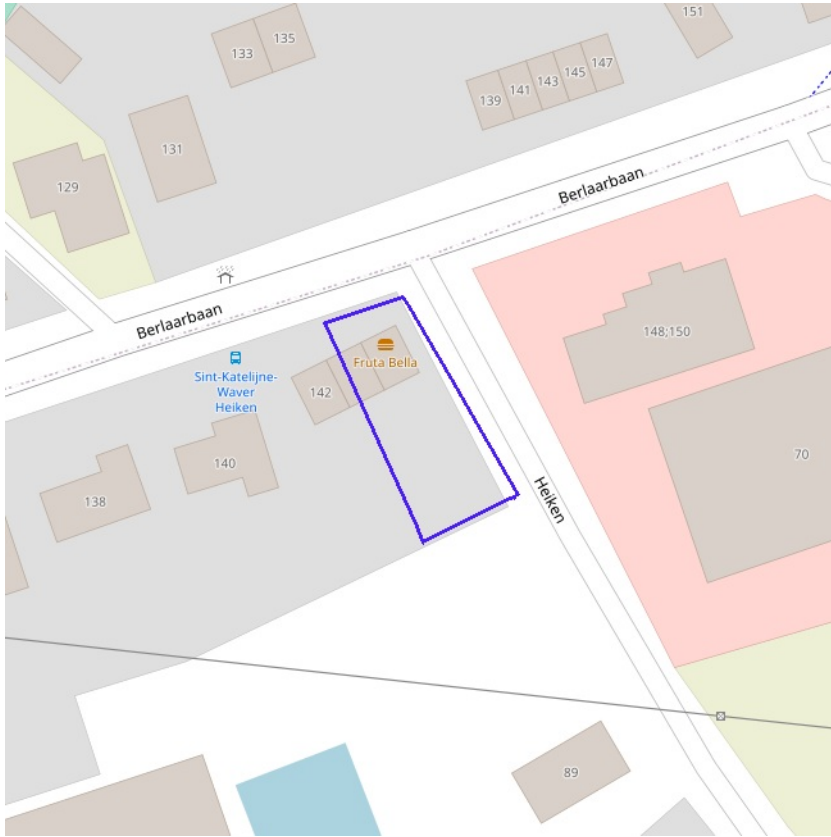 151
135
133
147
145
143
141
139
131
129
Berlaarbaan
Berlaarbaan
148;150
Fruta Bella
Sint-Katelijne-
Waver
Heiken
142
140
70
138
Heiken
89